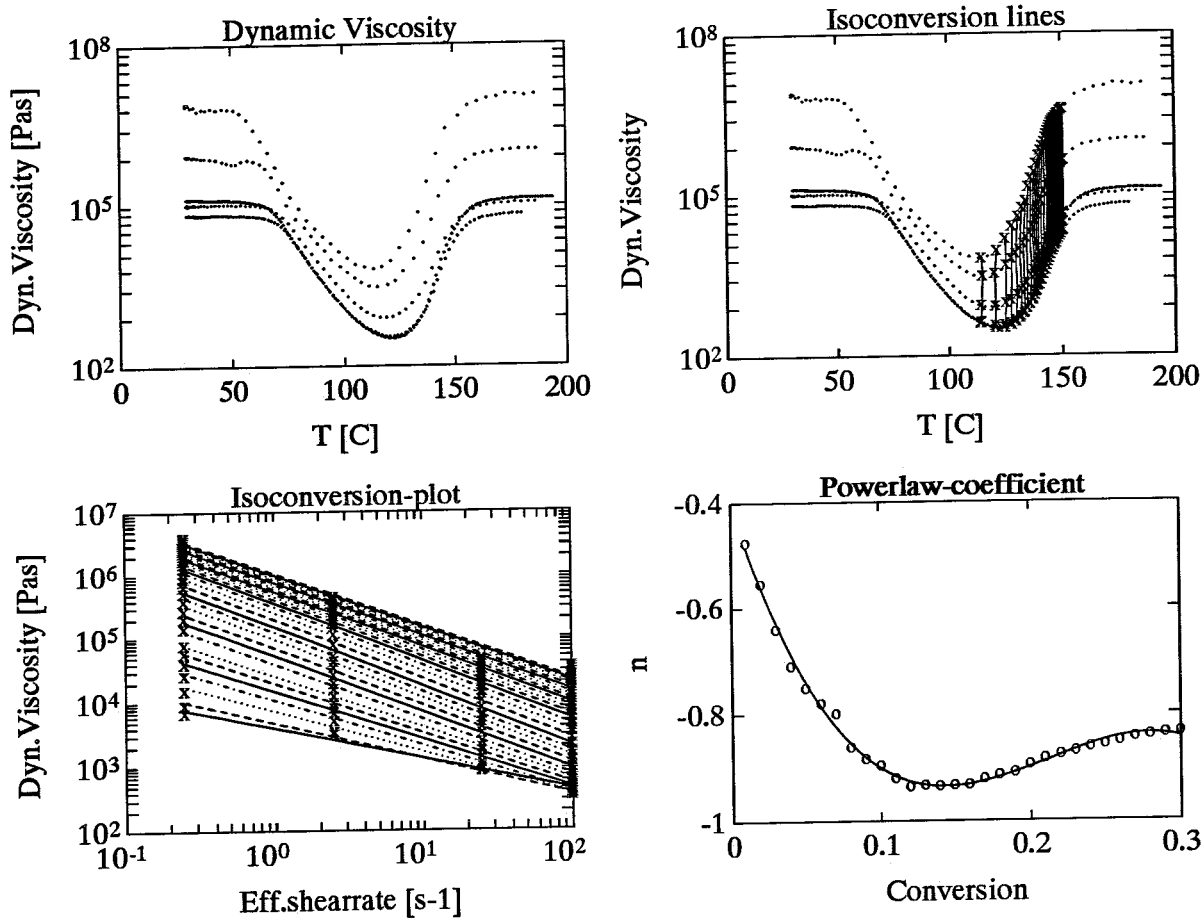 Dynamic Viscosity
10^8
10^5
10^2
Dyn.Viscosity [Pas]
0 50 100 150 200
T [C]
Isoconversion lines
10^8
10^5
10^2
Dyn.Viscosity
0 50 100 150 200
T [C]
Isoconversion-plot
10^7
10^6
10^5
10^4
10^3
10^2
Dyn.Viscosity [Pas]
10^-1 10^0 10^1 10^2
Eff.shearrate [s-1]
Powerlaw-coefficient
-0.4
-0.6
-0.8
-1
n
0 0.1 0.2 0.3
Conversion